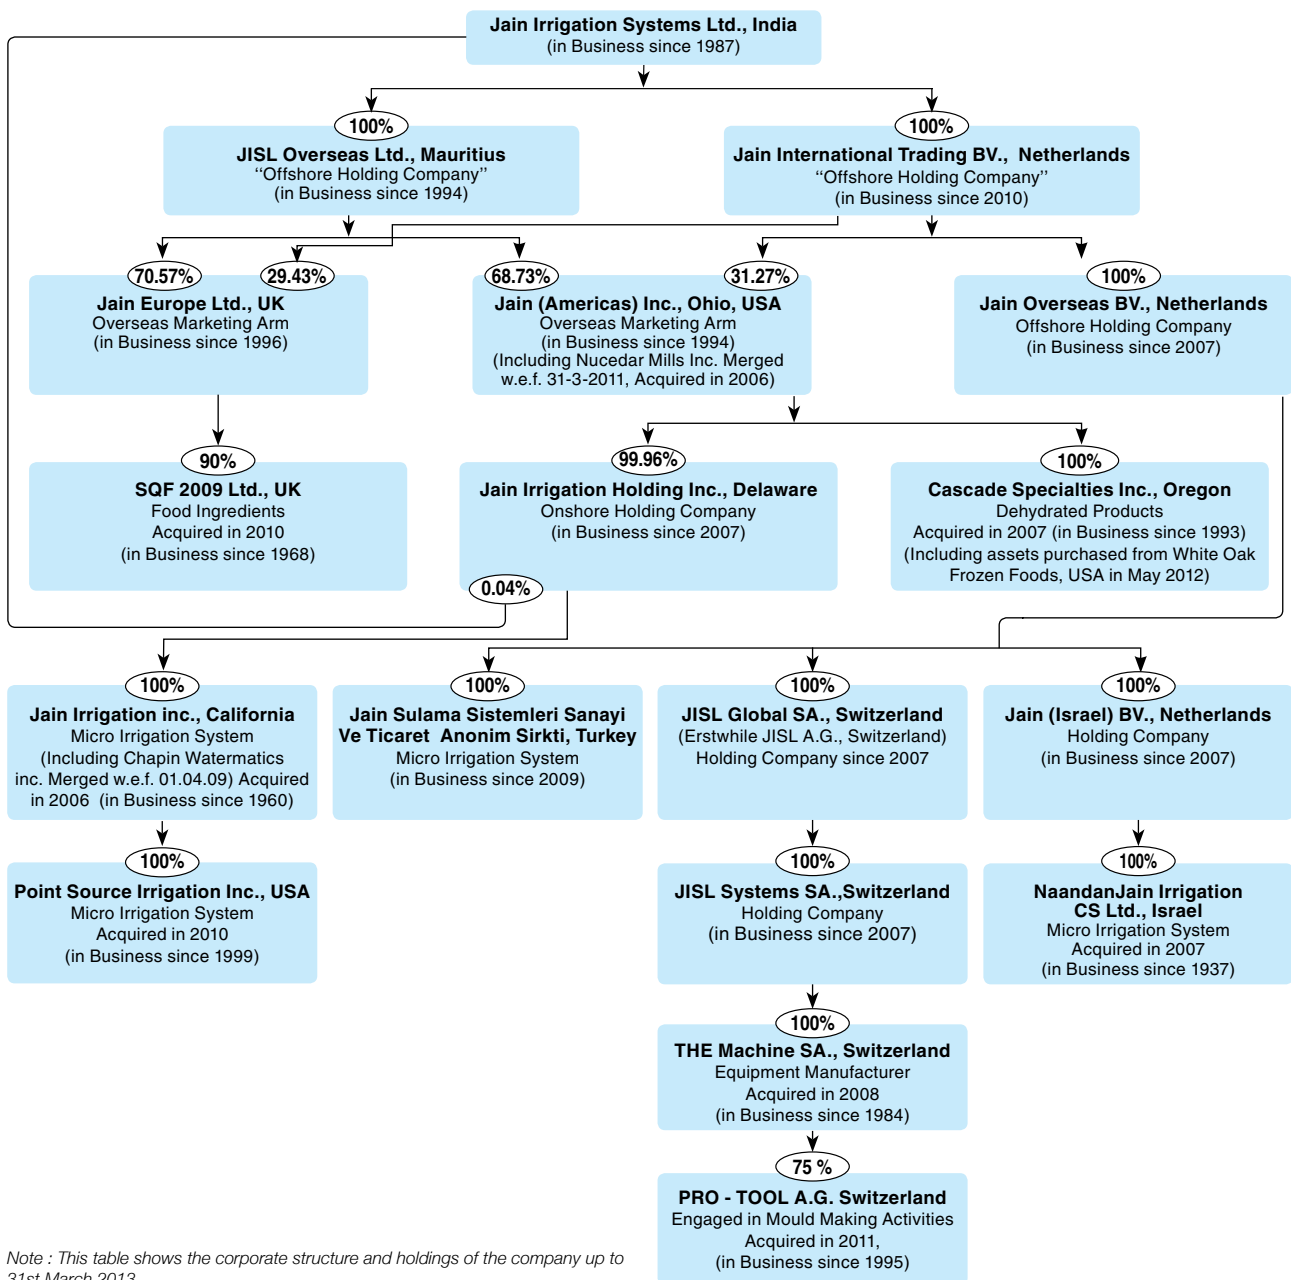 Jain Irrigation Systems Ltd., India
(in Business since 1987)
100%
JISL Overseas Ltd., Mauritius
‘‘Offshore Holding Company’’
(in Business since 1994)
100%
Jain International Trading BV., Netherlands
‘‘Offshore Holding Company’’
(in Business since 2010)
70.57%
29.43%
Jain Europe Ltd., UK
Overseas Marketing Arm
(in Business since 1996)
68.73%
31.27%
Jain (Americas) Inc., Ohio, USA
Overseas Marketing Arm
(in Business since 1994)
(Including Nucedar Mills Inc. Merged
w.e.f. 31-3-2011, Acquired in 2006)
100%
Jain Overseas BV., Netherlands
Offshore Holding Company
(in Business since 2007)
90%
SQF 2009 Ltd., UK
Food Ingredients
Acquired in 2010
(in Business since 1968)
99.96%
Jain Irrigation Holding Inc., Delaware
Onshore Holding Company
(in Business since 2007)
0.04%
100%
Cascade Specialties Inc., Oregon
Dehydrated Products
Acquired in 2007 (in Business since 1993)
(Including assets purchased from White Oak
Frozen Foods, USA in May 2012)
100%
Jain Irrigation inc., California
Micro Irrigation System
(Including Chapin Watermatics
inc. Merged w.e.f. 01.04.09) Acquired
in 2006 (in Business since 1960)
100%
Jain Sulama Sistemleri Sanayi
Ve Ticaret Anonim Sirkti, Turkey
Micro Irrigation System
(in Business since 2009)
100%
JISL Global SA., Switzerland
(Erstwhile JISL A.G., Switzerland)
Holding Company since 2007
100%
Jain (Israel) BV., Netherlands
Holding Company
(in Business since 2007)
100%
Point Source Irrigation Inc., USA
Micro Irrigation System
Acquired in 2010
(in Business since 1999)
100%
JISL Systems SA.,Switzerland
Holding Company
(in Business since 2007)
100%
NaandanJain Irrigation
CS Ltd., Israel
Micro Irrigation System
Acquired in 2007
(in Business since 1937)
100%
THE Machine SA., Switzerland
Equipment Manufacturer
Acquired in 2008
(in Business since 1984)
75 %
PRO - TOOL A.G. Switzerland
Engaged in Mould Making Activities
Acquired in 2011,
(in Business since 1995)
Note : This table shows the corporate structure and holdings of the company up to
31st March 2013